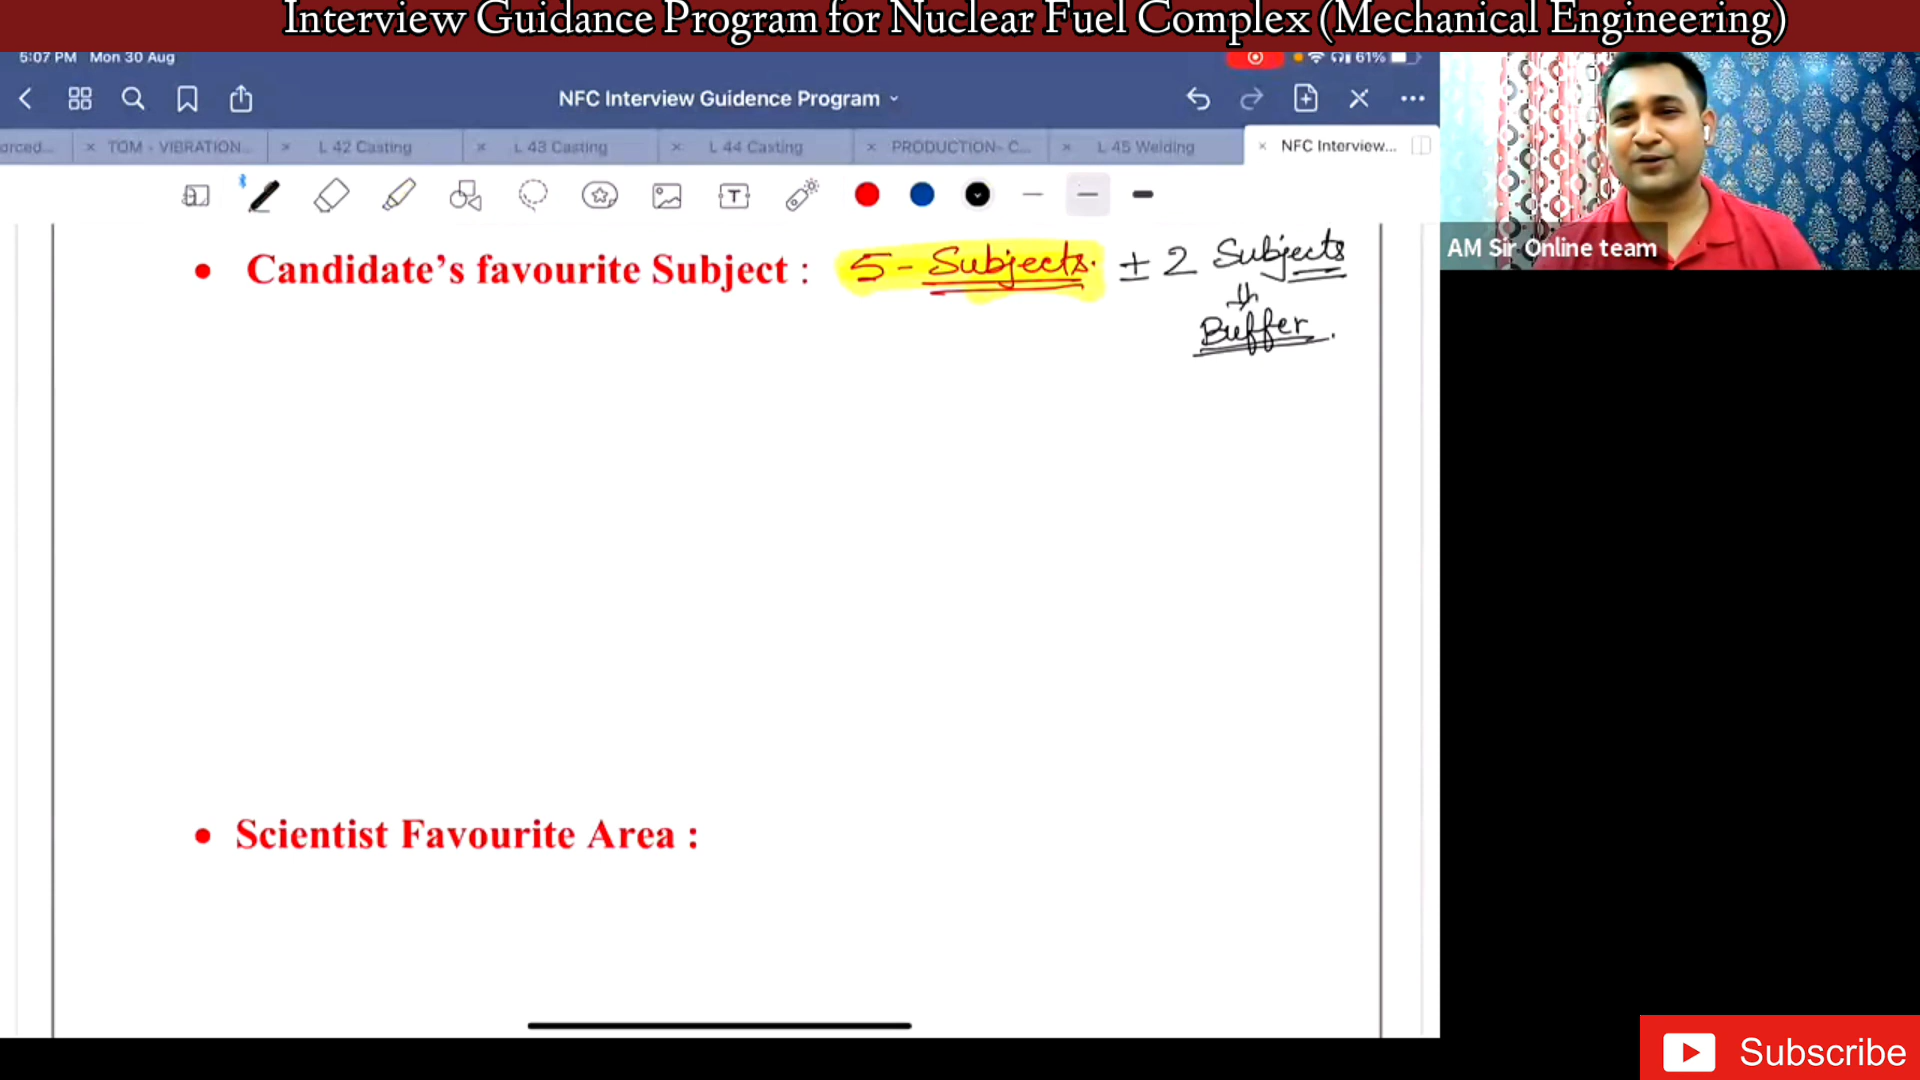 Interview Guidance Program for Nuclear Fuel Complex (Mechanical Engineering)
5:07 PM Mon 30 Aug
61%
NFC Interview Guidence Program
TOM - VIBRATION...
L 42 Casting
L 43 Casting
L 44 Casting
PRODUCTION- C...
L 45 Welding
NFC Interview...
T
AM Sir Online team
• Candidate's favourite Subject : 5 - Subjects. ± 2 Subjects
Buffer.
• Scientist Favourite Area :
Subscribe